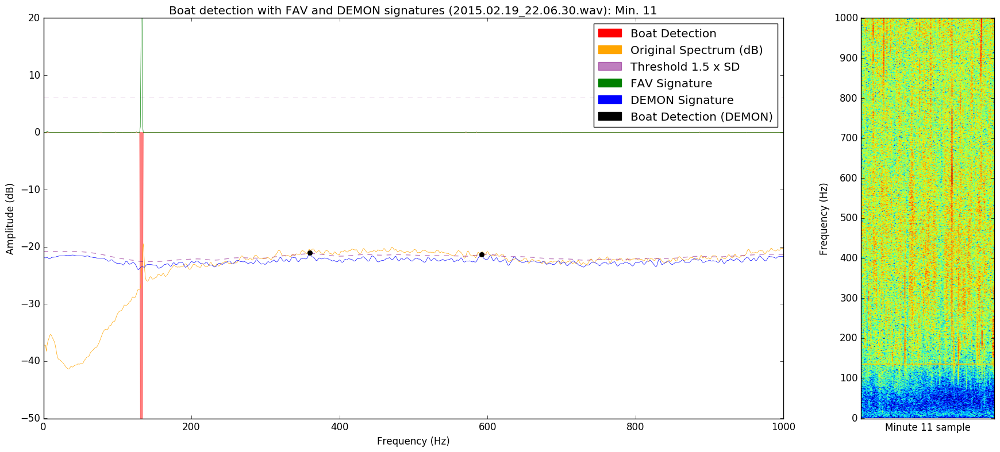 Boat detection with FAV and DEMON signatures (2015.02.19_22.06.30.wav): Min. 11
20
10
0
−10
−20
−30
−40
−50
Amplitude (dB)
0
200
400
600
800
1000
Frequency (Hz)
Boat Detection
Original Spectrum (dB)
Threshold 1.5 x SD
FAV Signature
DEMON Signature
Boat Detection (DEMON)
1000
900
800
700
600
500
400
300
200
100
0
Frequency (Hz)
Minute 11 sample